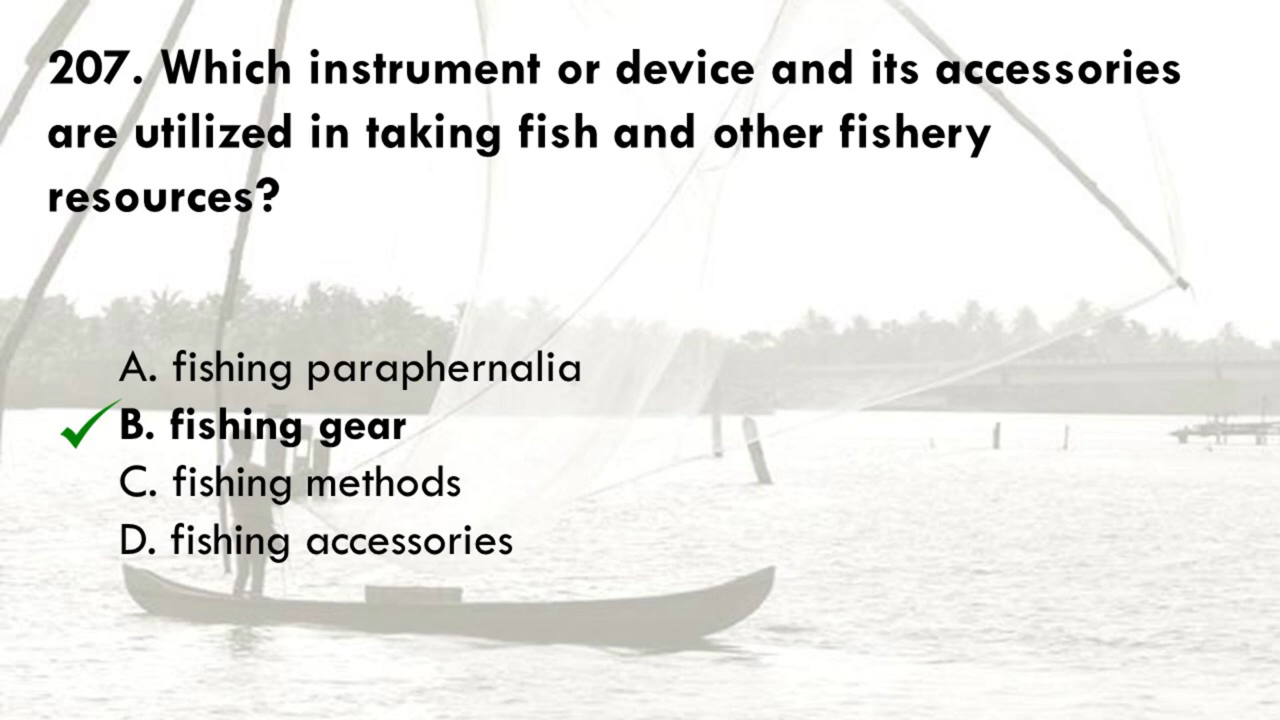 207. Which instrument or device and its accessories
are utilized in taking fish and other fishery
resources?
A. fishing paraphernalia
B. fishing gear
C. fishing methods
D. fishing accessories